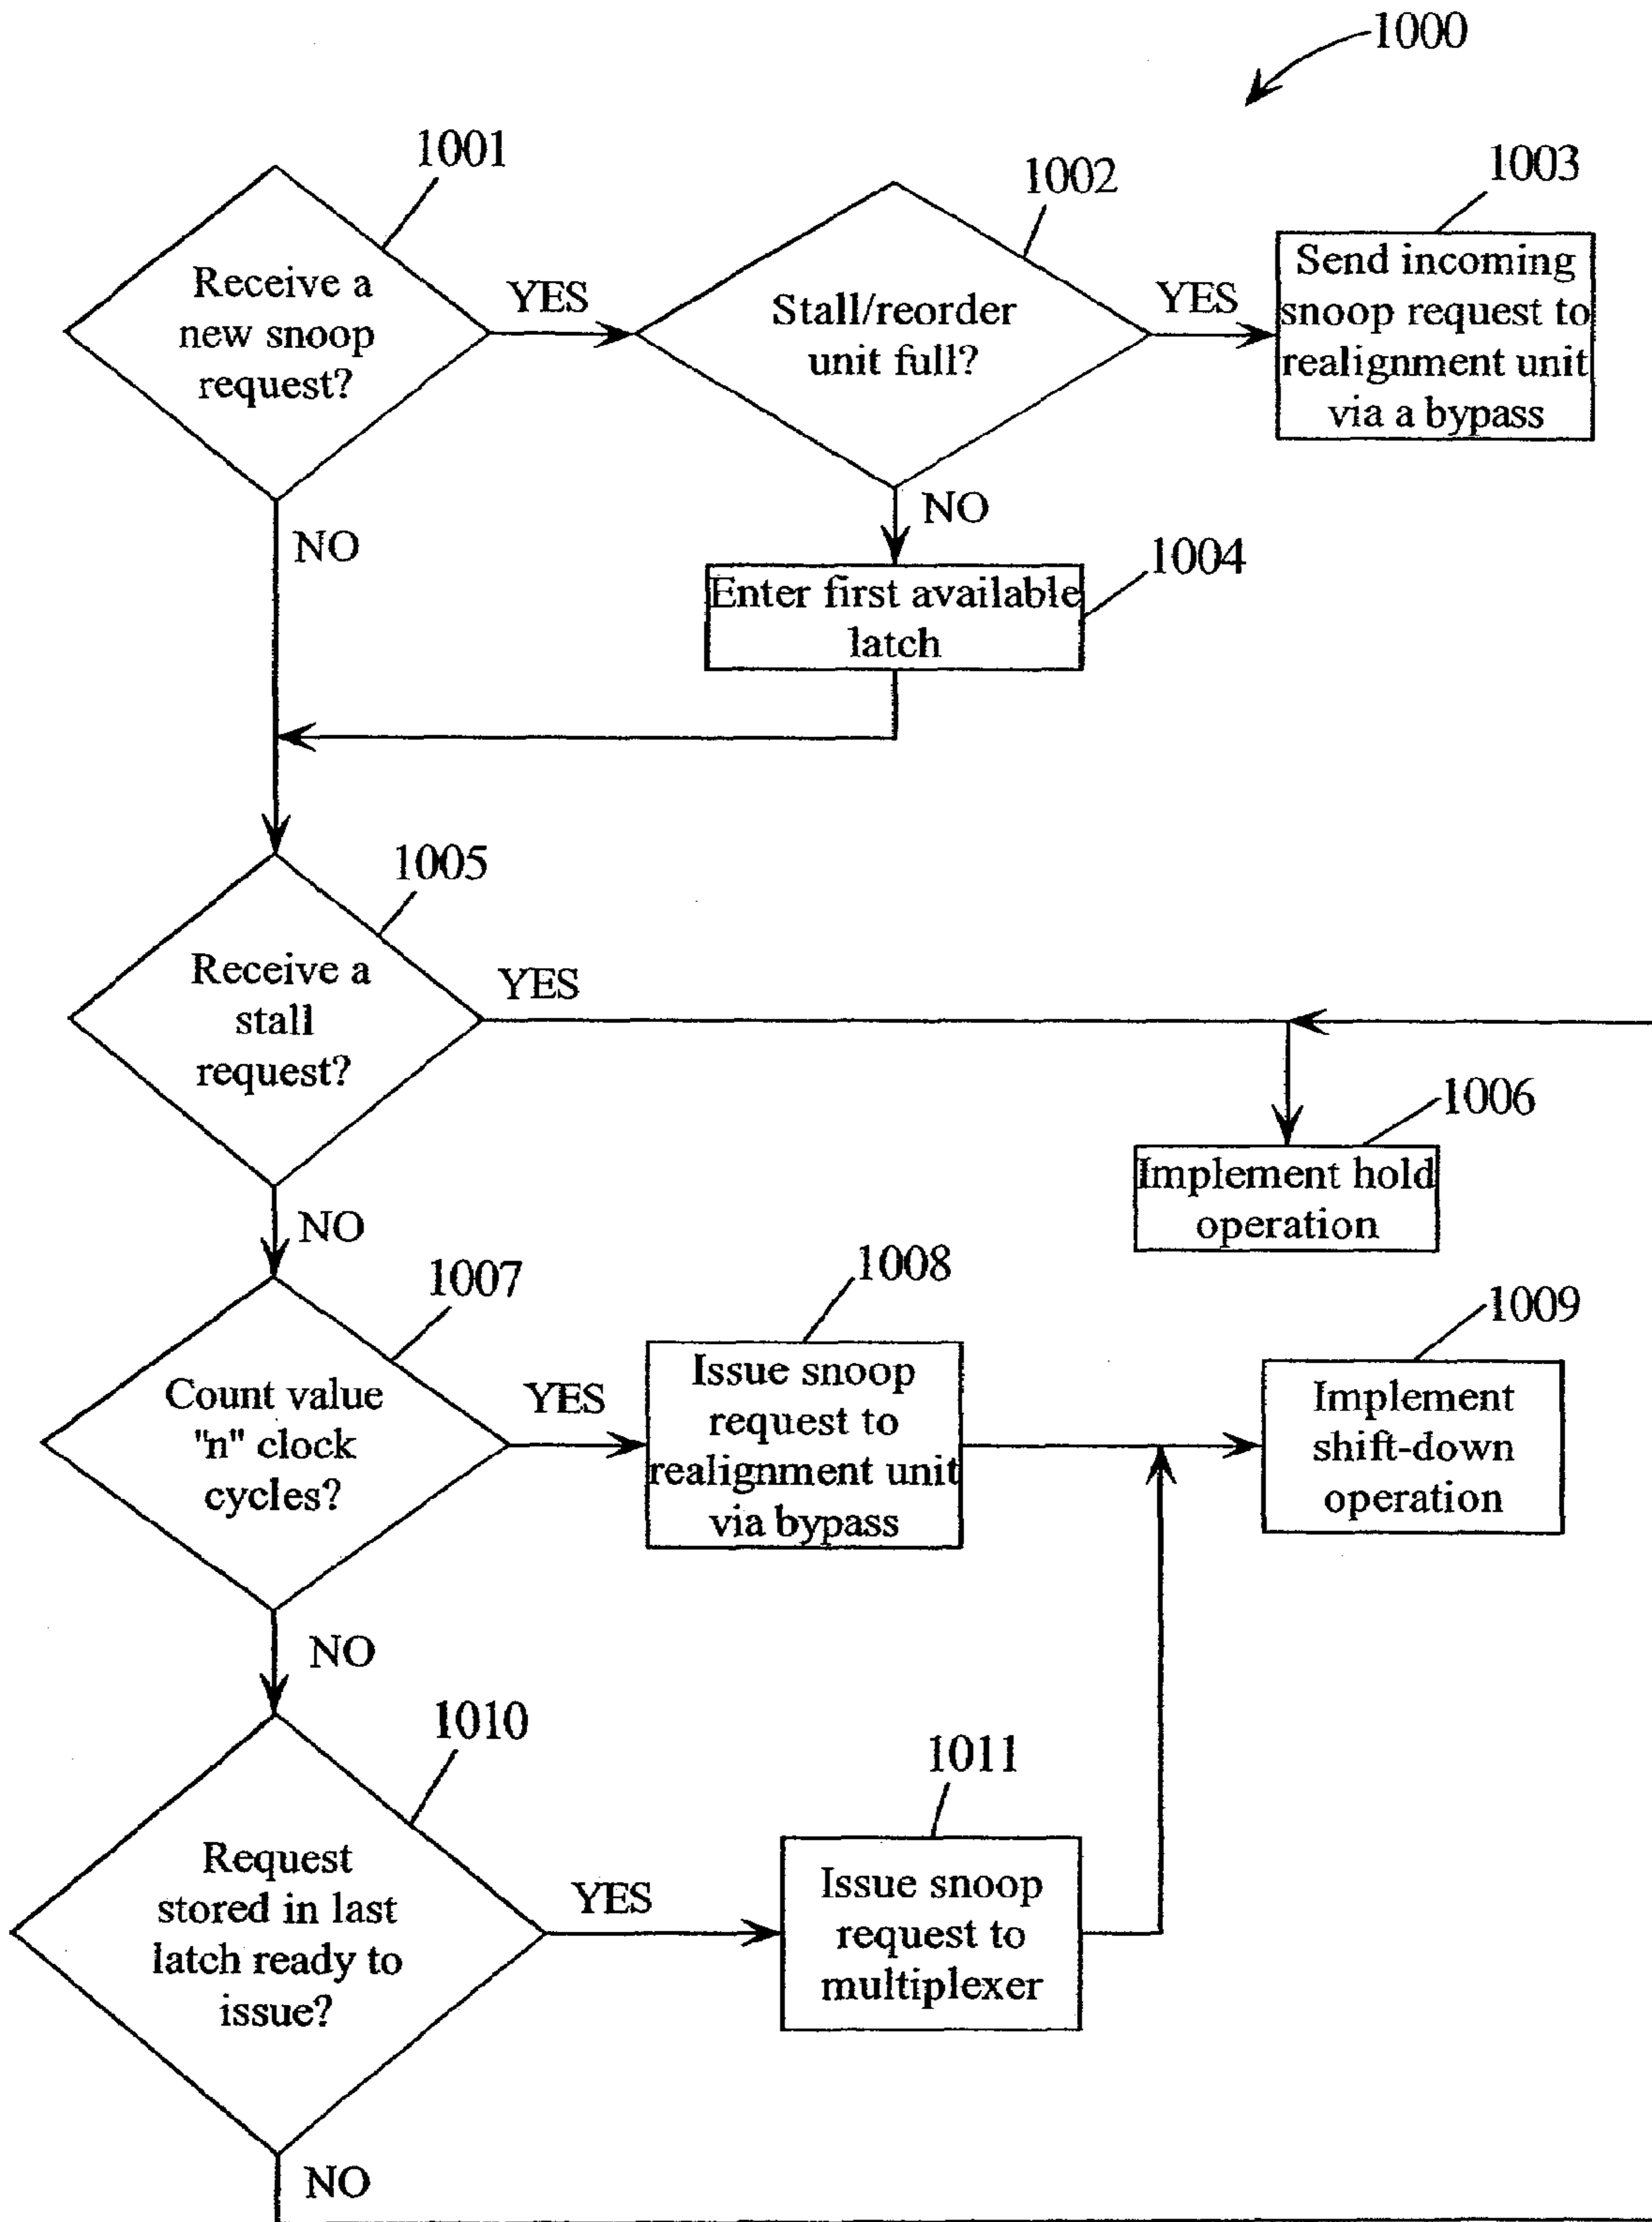 1000
1001
1002
1003
Receive a
new snoop
request?
YES
Stall/reorder
unit full?
YES
Send incoming
snoop request to
realignment unit
via a bypass
NO
NO
1004
Enter first available
latch
1005
Receive a
stall
request?
YES
1006
Implement hold
operation
NO
1007
Count value
"n" clock
cycles?
YES
1008
Issue snoop
request to
realignment unit
via bypass
1009
Implement
shift-down
operation
NO
1010
Request
stored in last
latch ready to
issue?
YES
1011
Issue snoop
request to
multiplexer
NO